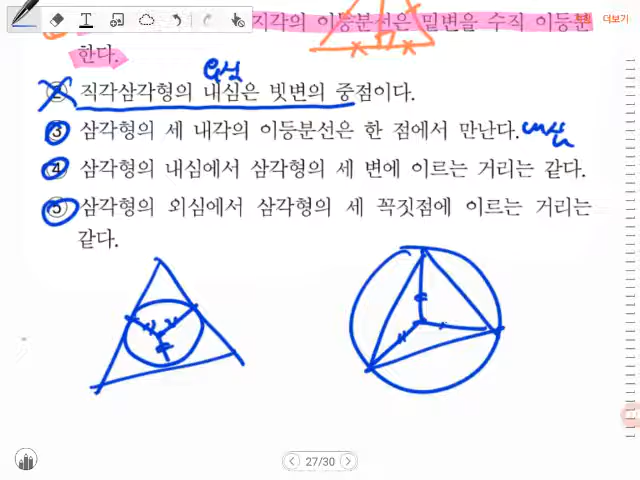 지각의 이등분선은 밑변을 수직 이등분
한다.
외심
② 직각삼각형의 내심은 빗변의 중점이다.
③ 삼각형의 세 내각의 이등분선은 한 점에서 만난다. 내심
④ 삼각형의 내심에서 삼각형의 세 변에 이르는 거리는 같다.
⑤ 삼각형의 외심에서 삼각형의 세 꼭짓점에 이르는 거리는
같다.
더보기
27/30